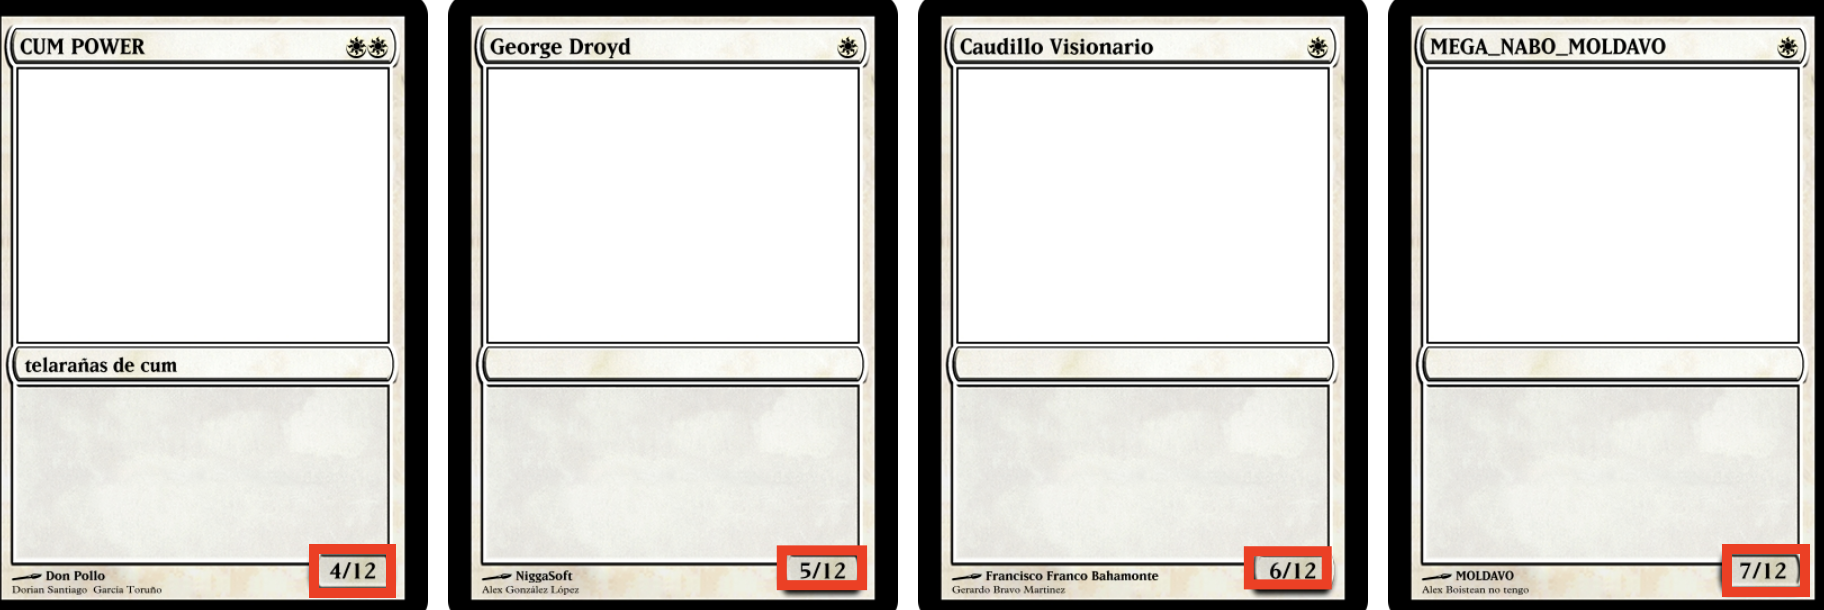 CUM POWER
telarañas de cum
4/12
Don Pollo
Dorian Santiago García Toruño
George Droyd
5/12
NiggaSoft
Alex González López
Caudillo Visionario
6/12
Francisco Franco Bahamonte
Gerardo Bravo Martinez
MEGA_NABO_MOLDAVO
7/12
MOLDAVO
Alex Boistean no tengo